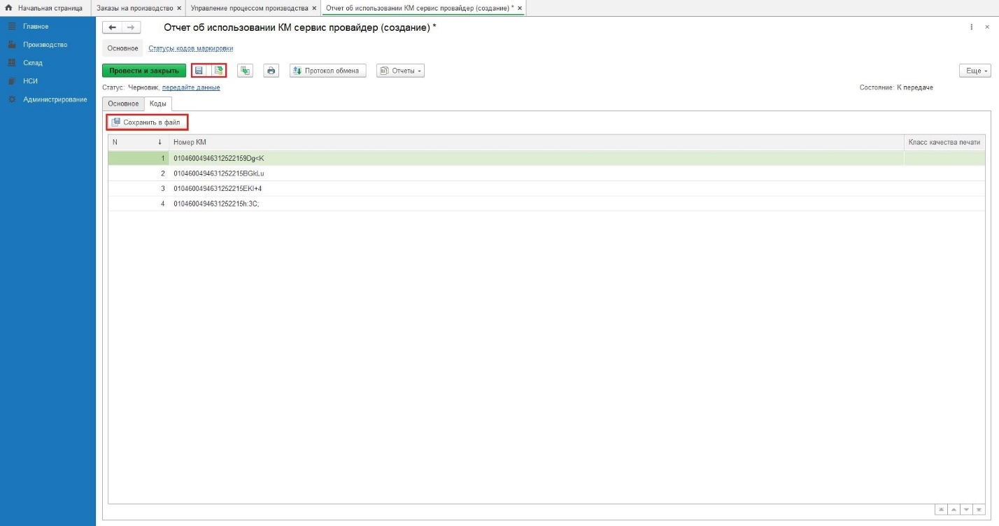 Начальная страница Заказы на производство × Управление процессом производства × Отчет об использовании КМ сервис провайдер (создание) * ×
Главное
Производство
Склад
НСИ
Администрирование
Отчет об использовании КМ сервис провайдер (создание) *
Основное Статусы кодов маркировки
Провести и закрыть Протокол обмена Отчеты Еще
Статус: Черновик, передайте данные Состояние: К передаче
Основное Коды
Сохранить в файл
N ↓ Номер КМ Класс качества печати
1 01046004946312522159Dg<K
2 0104600494631252215BGkLu
3 0104600494631252215EKI+4
4 0104600494631252215h:3C;